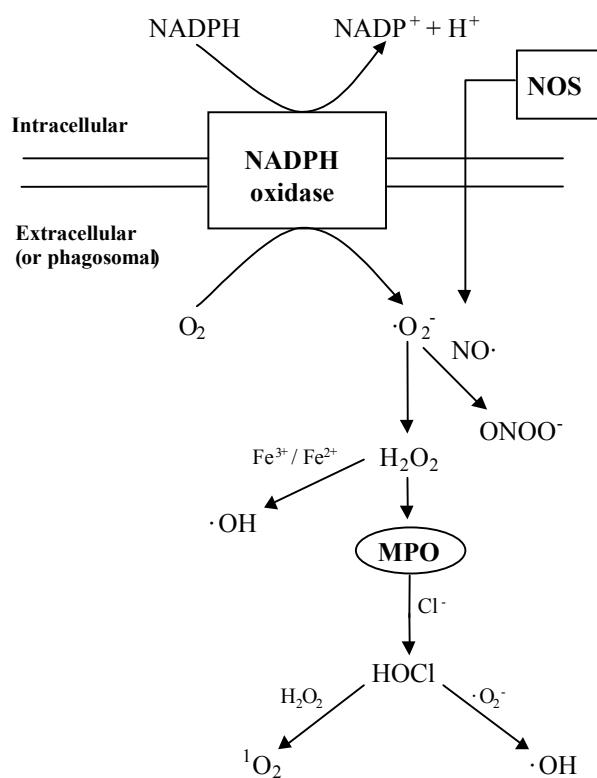 NADPH NADP⁺ + H⁺
NOS
Intracellular
NADPH
oxidase
Extracellular
(or phagosomal)
O₂ ·O₂⁻
NO·
ONOO⁻
Fe³⁺ / Fe²⁺ H₂O₂
·OH
MPO
Cl⁻
HOCl
H₂O₂ ·O₂⁻
¹O₂ ·OH